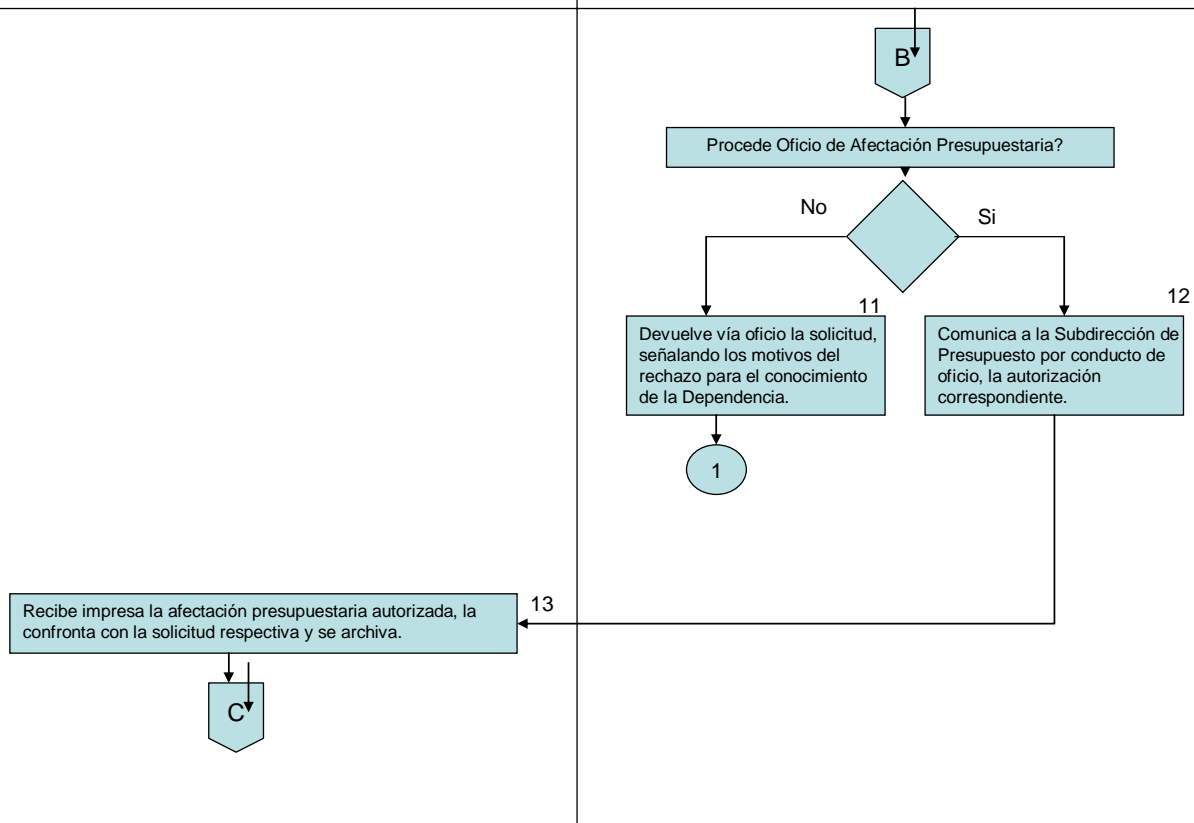 B
Procede Oficio de Afectación Presupuestaria?
No
Si
11
Devuelve vía oficio la solicitud,
señalando los motivos del
rechazo para el conocimiento
de la Dependencia.
12
Comunica a la Subdirección de
Presupuesto por conducto de
oficio, la autorización
correspondiente.
1
13
Recibe impresa la afectación presupuestaria autorizada, la
confronta con la solicitud respectiva y se archiva.
C